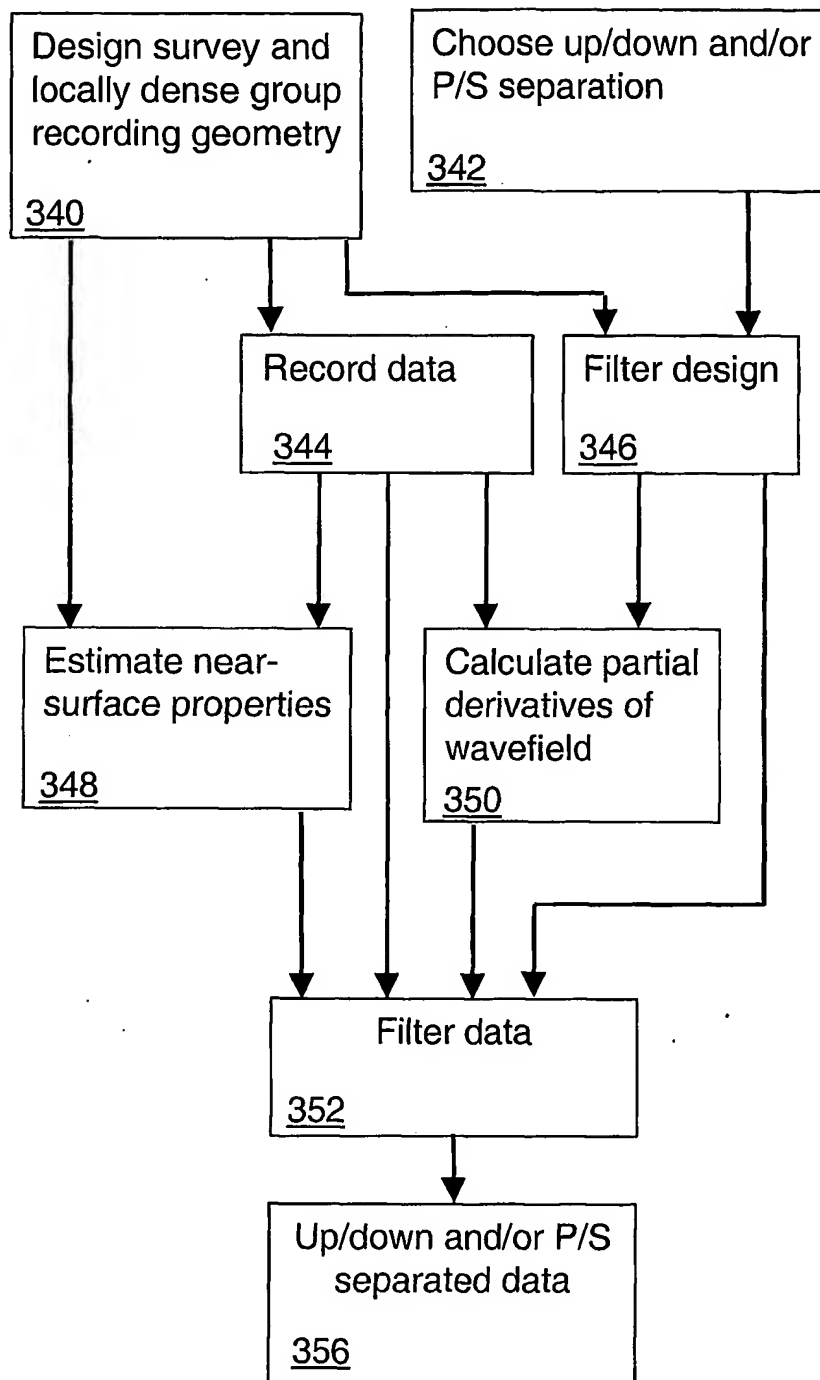 Design survey and
locally dense group
recording geometry
340
Choose up/down and/or
P/S separation
342
Record data
344
Filter design
346
Estimate near-
surface properties
348
Calculate partial
derivatives of
wavefield
350
Filter data
352
Up/down and/or P/S
separated data
356